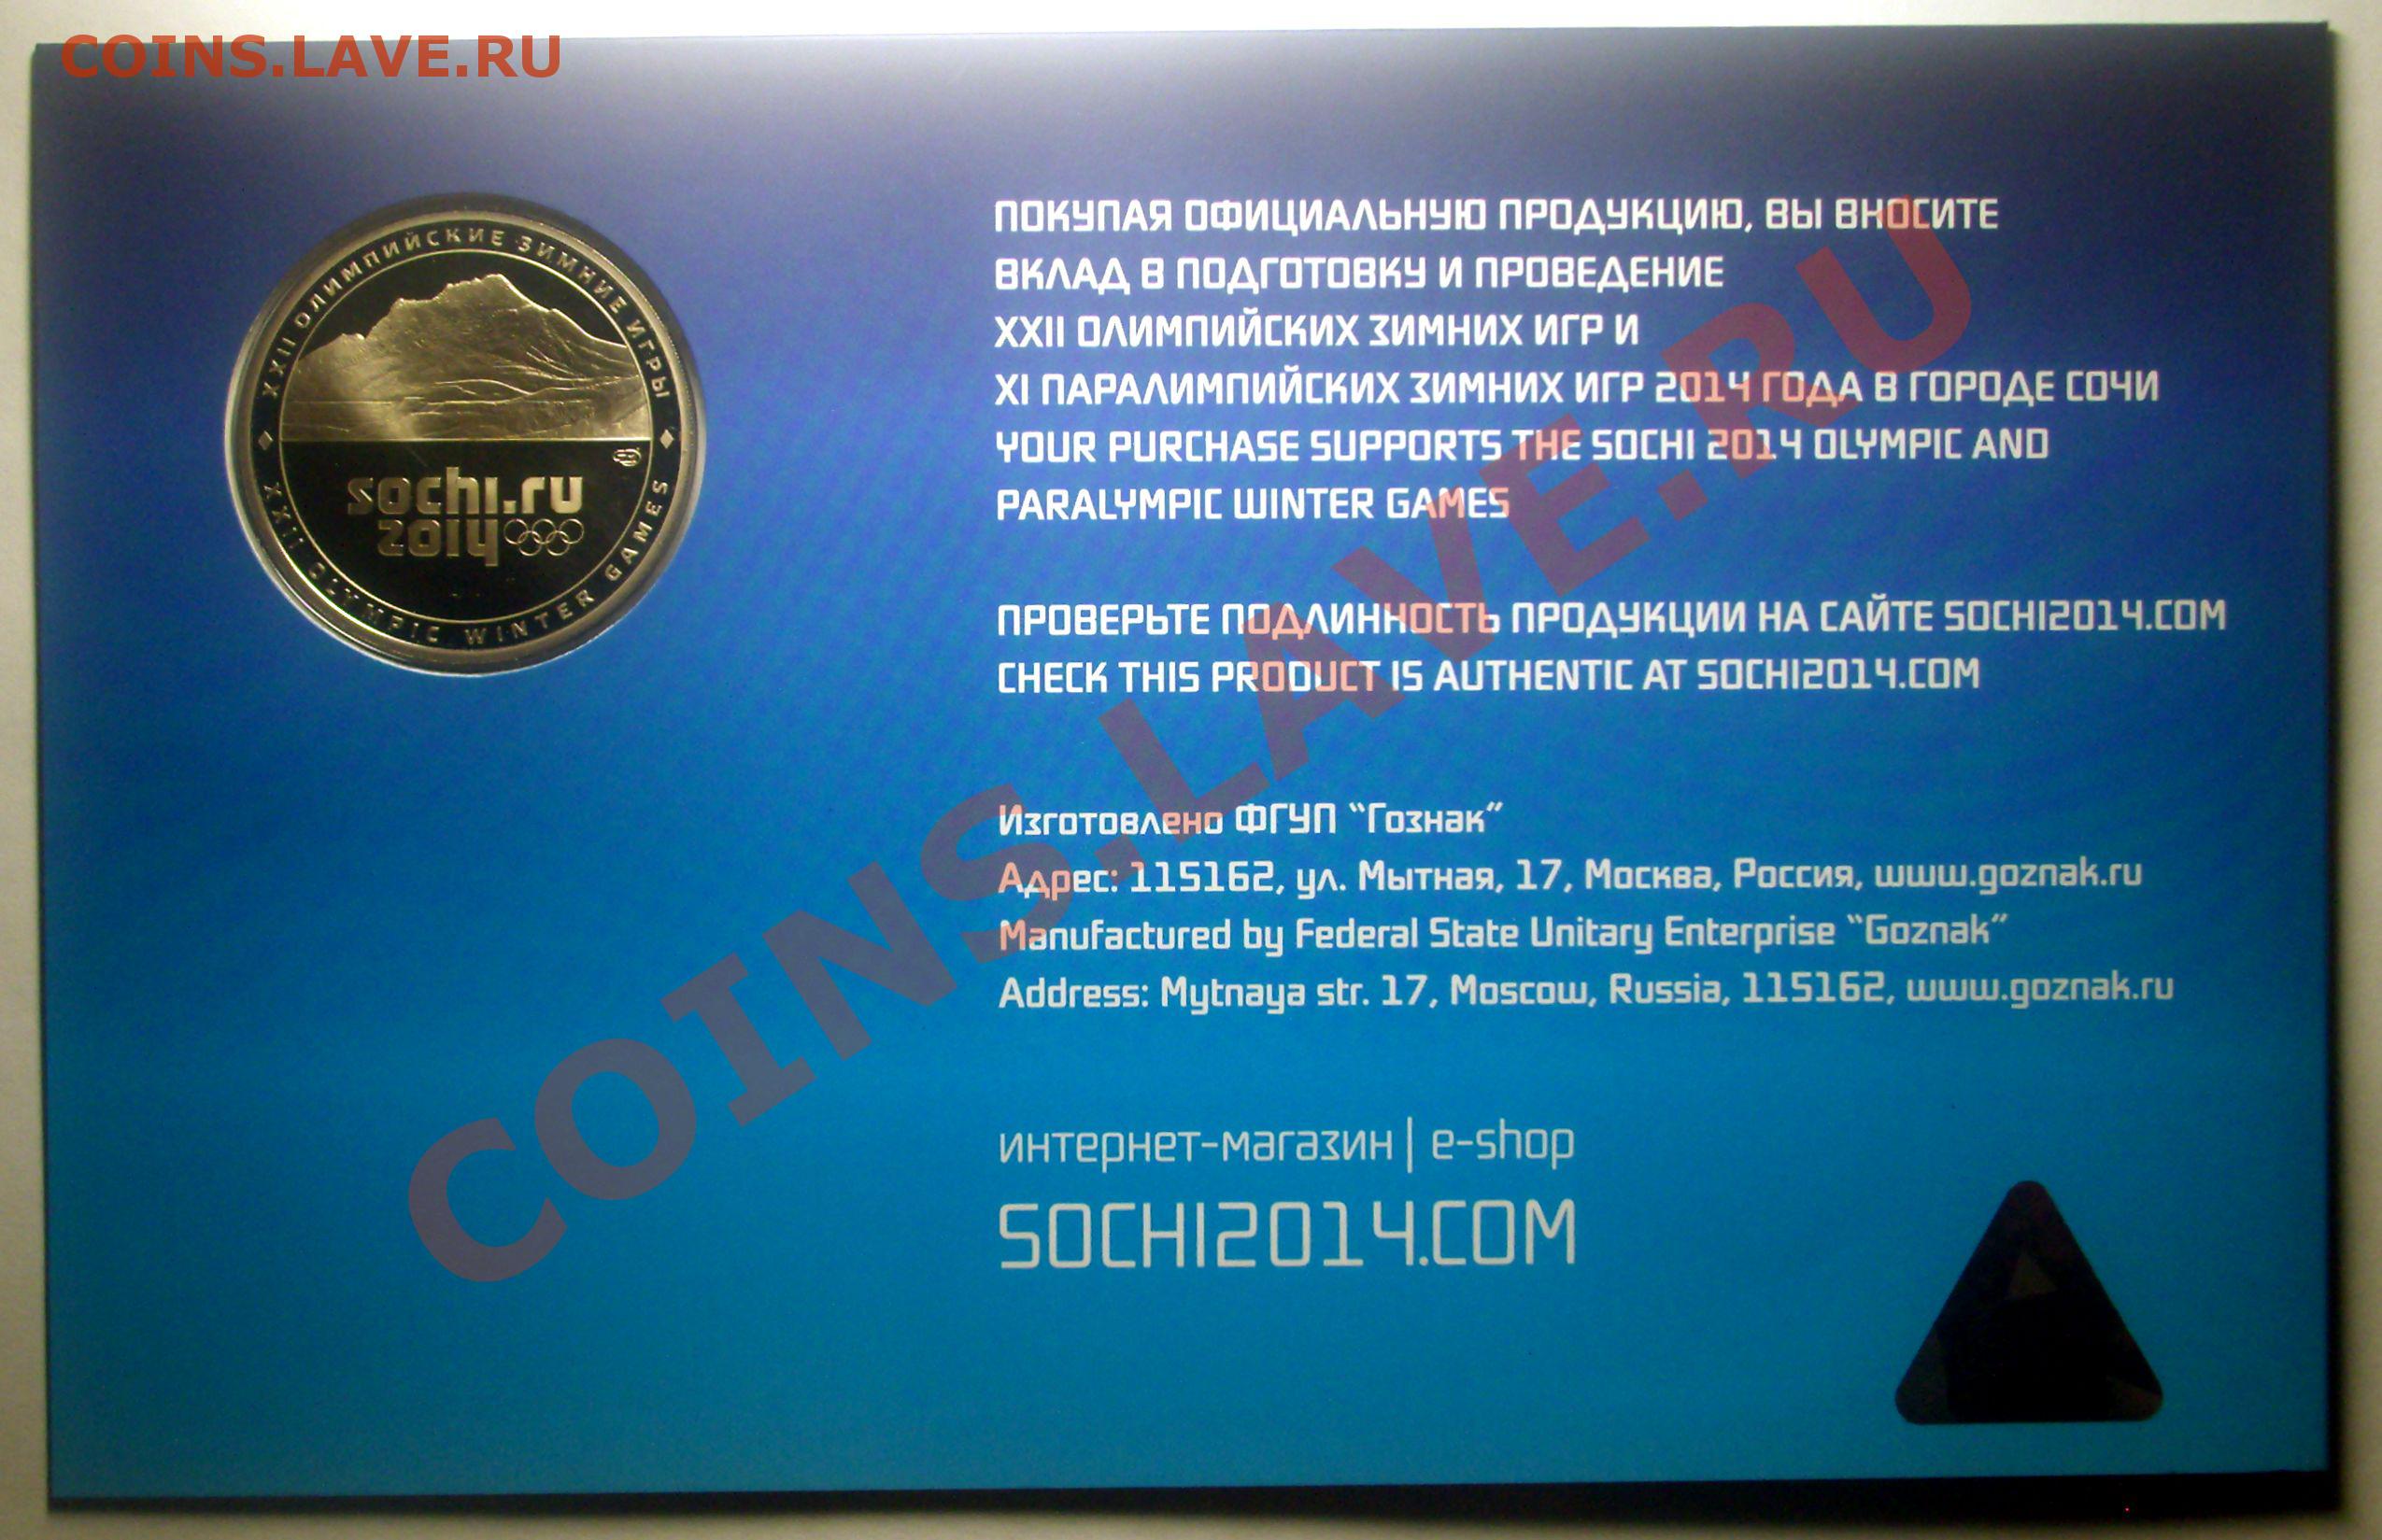 COINS.LAVE.RU
XXII ОЛИМПИЙСКИЕ ЗИМНИЕ ИГРЫ
sochi.ru
2014
XXII OLYMPIC WINTER GAMES
ПОКУПАЯ ОФИЦИАЛЬНУЮ ПРОДУКЦИЮ, ВЫ ВНОСИТЕ
ВКЛАД В ПОДГОТОВКУ И ПРОВЕДЕНИЕ
XXII ОЛИМПИЙСКИХ ЗИМНИХ ИГР И
XI ПАРАЛИМПИЙСКИХ ЗИМНИХ ИГР 2014 ГОДА В ГОРОДЕ СОЧИ
YOUR PURCHASE SUPPORTS THE SOCHI 2014 OLYMPIC AND
PARALYMPIC WINTER GAMES
ПРОВЕРЬТЕ ПОДЛИННОСТЬ ПРОДУКЦИИ НА САЙТЕ SOCHI2014.COM
CHECK THIS PRODUCT IS AUTHENTIC AT SOCHI2014.COM
Изготовлено ФГУП “Гознак”
Адрес: 115162, ул. Мытная, 17, Москва, Россия, www.goznak.ru
Manufactured by Federal State Unitary Enterprise “Goznak”
Address: Mytnaya str. 17, Moscow, Russia, 115162, www.goznak.ru
интернет-магазин | e-shop
SOCHI2014.COM
COINS.LAVE.RU